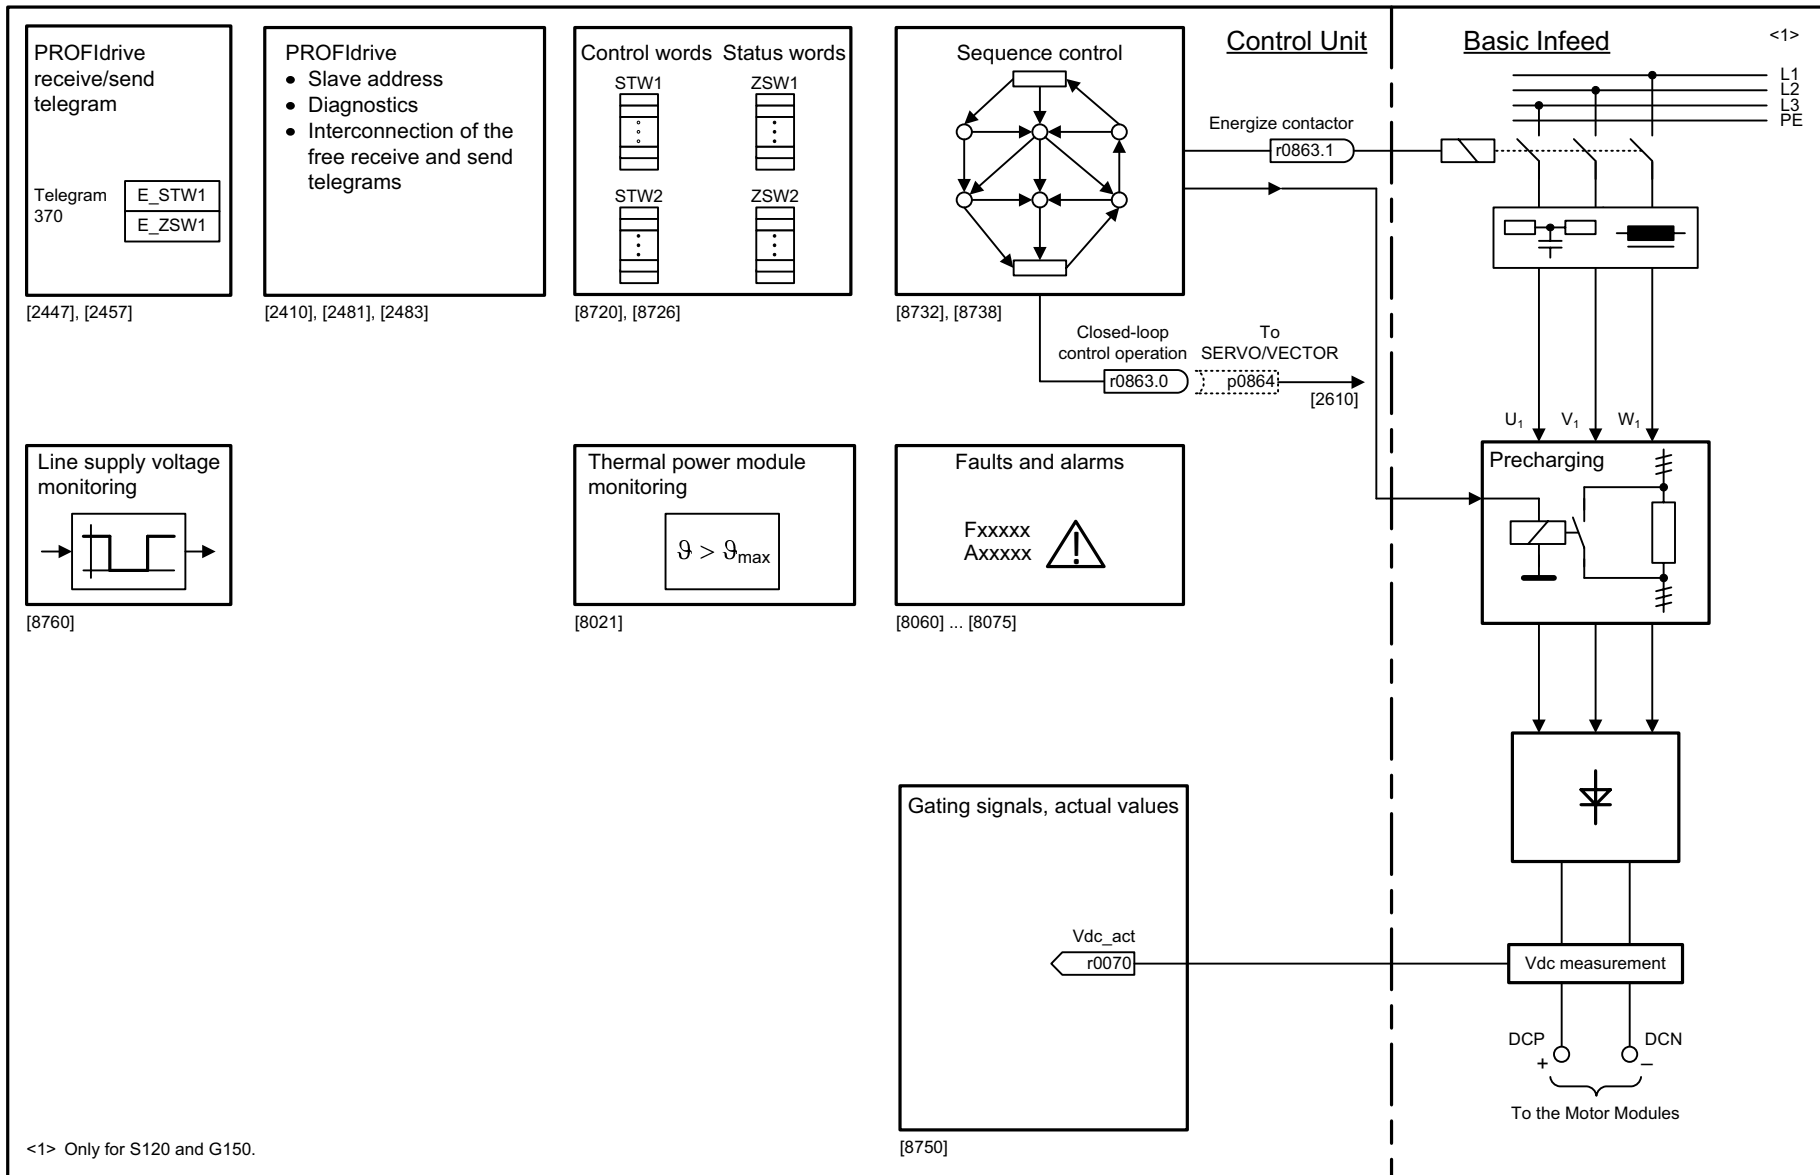 PROFIdrive
receive/send
telegram
Telegram
370
E_STW1
E_ZSW1
[2447], [2457]
PROFIdrive
• Slave address
• Diagnostics
• Interconnection of the
free receive and send
telegrams
[2410], [2481], [2483]
Control words
Status words
STW1
ZSW1
STW2
ZSW2
[8720], [8726]
Sequence control
[8732], [8738]
Control Unit
Basic Infeed
<1>
L1
L2
L3
PE
Energize contactor
r0863.1
Closed-loop
control operation
r0863.0
To
SERVO/VECTOR
p0864
[2610]
U₁
V₁
W₁
Line supply voltage
monitoring
[8760]
Thermal power module
monitoring
ϑ > ϑmax
[8021]
Faults and alarms
Fxxxxx
Axxxxx
!
[8060] ... [8075]
Precharging
Gating signals, actual values
Vdc_act
r0070
[8750]
Vdc measurement
DCP
+
DCN
–
To the Motor Modules
<1> Only for S120 and G150.